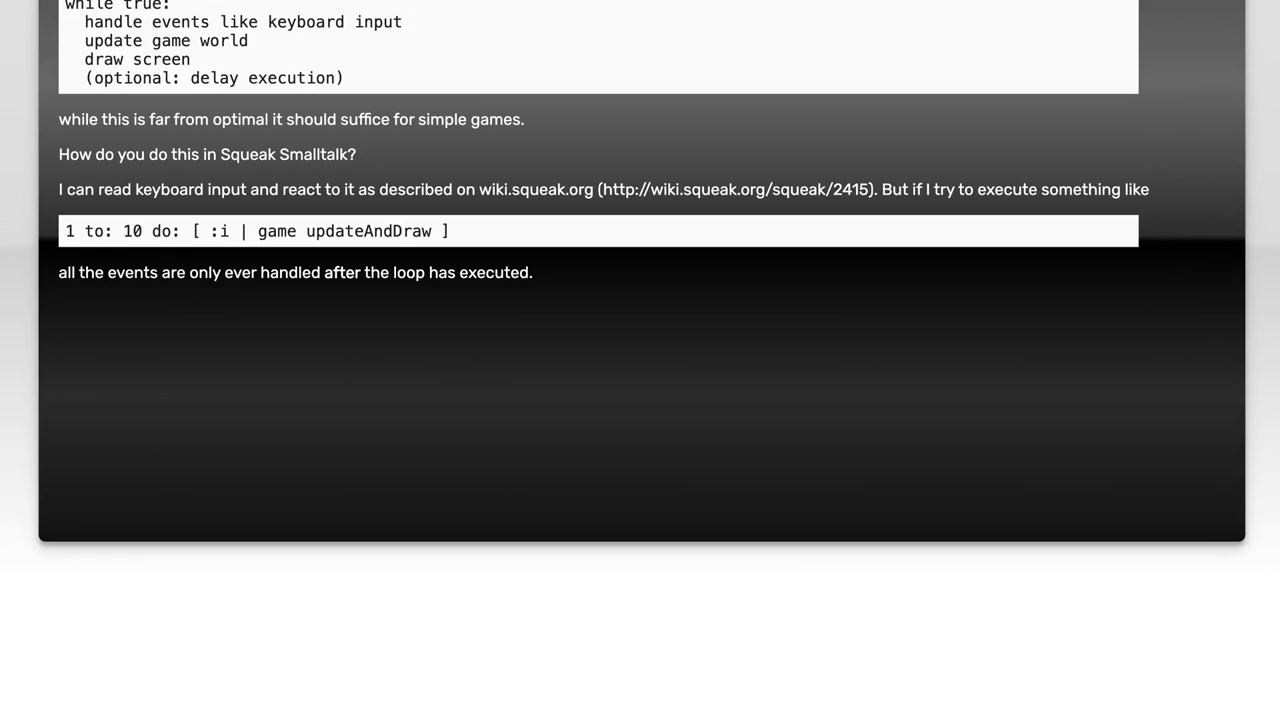 while true:
handle events like keyboard input
update game world
draw screen
(optional: delay execution)
while this is far from optimal it should suffice for simple games.
How do you do this in Squeak Smalltalk?
I can read keyboard input and react to it as described on wiki.squeak.org (http://wiki.squeak.org/squeak/2415). But if I try to execute something like
1 to: 10 do: [ :i | game updateAndDraw ]
all the events are only ever handled after the loop has executed.